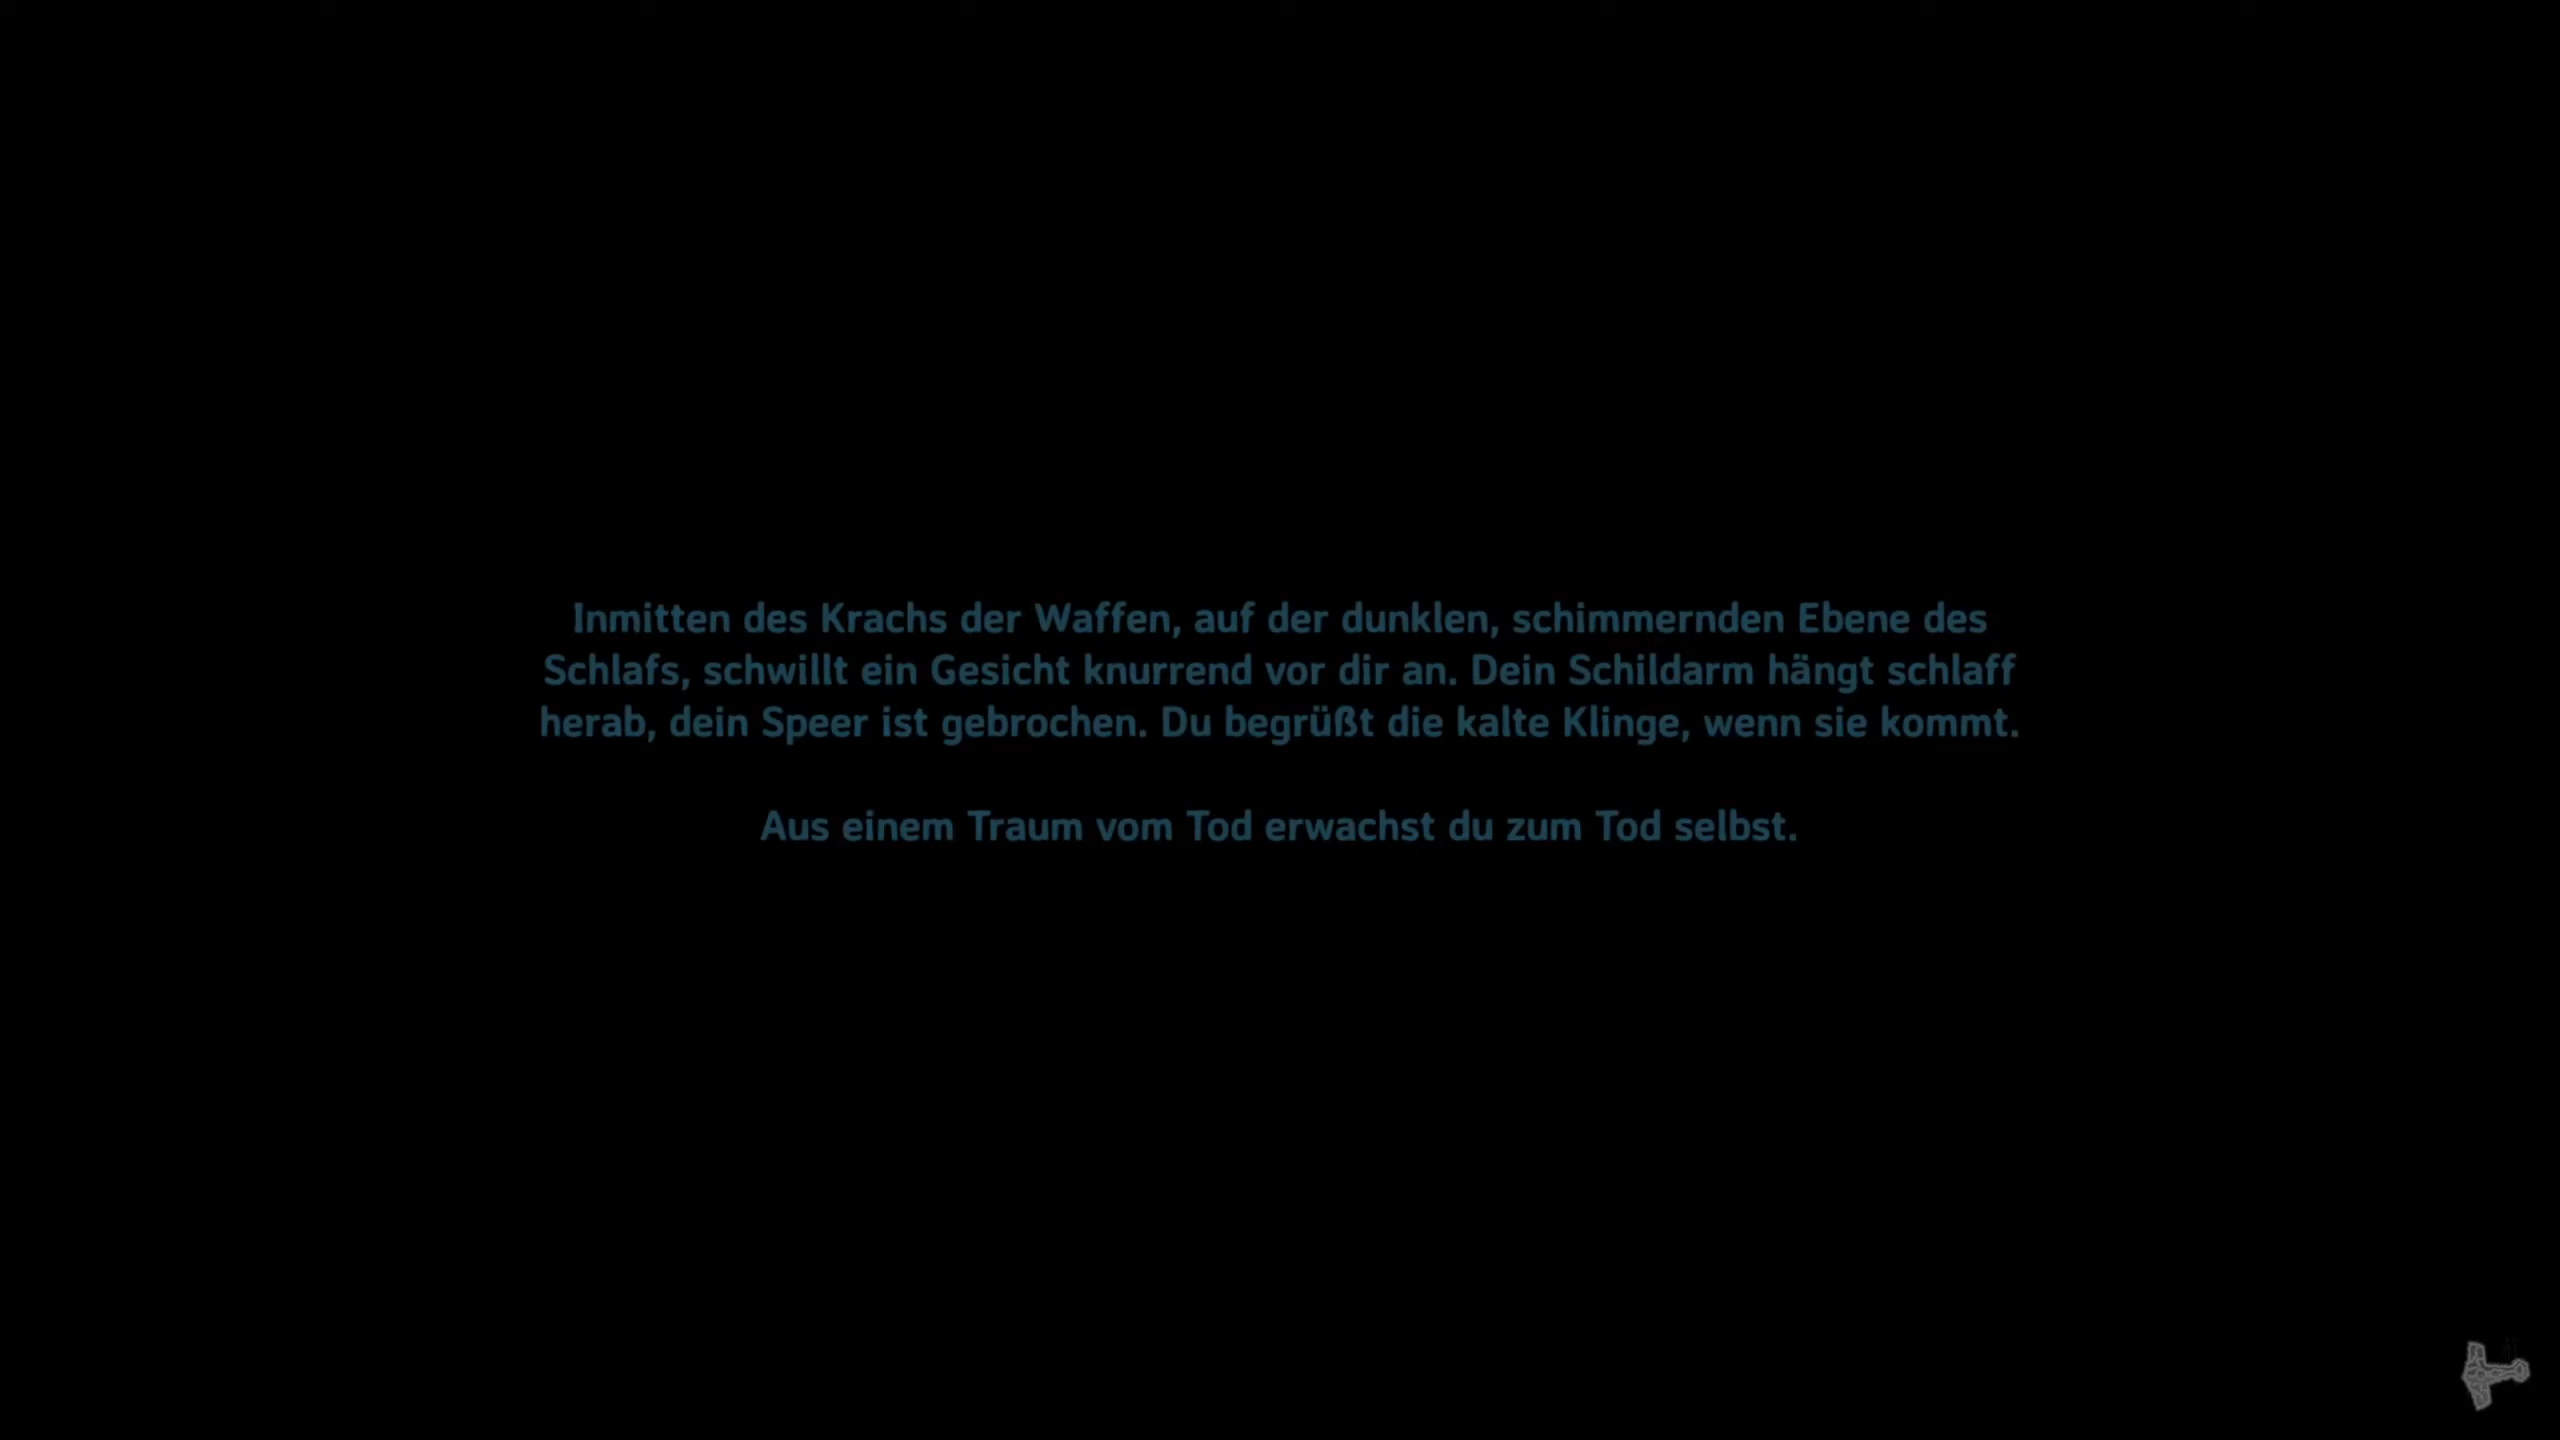 Inmitten des Krachs der Waffen, auf der dunklen, schimmernden Ebene des
Schlafs, schwillt ein Gesicht knurrend vor dir an. Dein Schildarm hängt schlaff
herab, dein Speer ist gebrochen. Du begrüßt die kalte Klinge, wenn sie kommt.
Aus einem Traum vom Tod erwachst du zum Tod selbst.